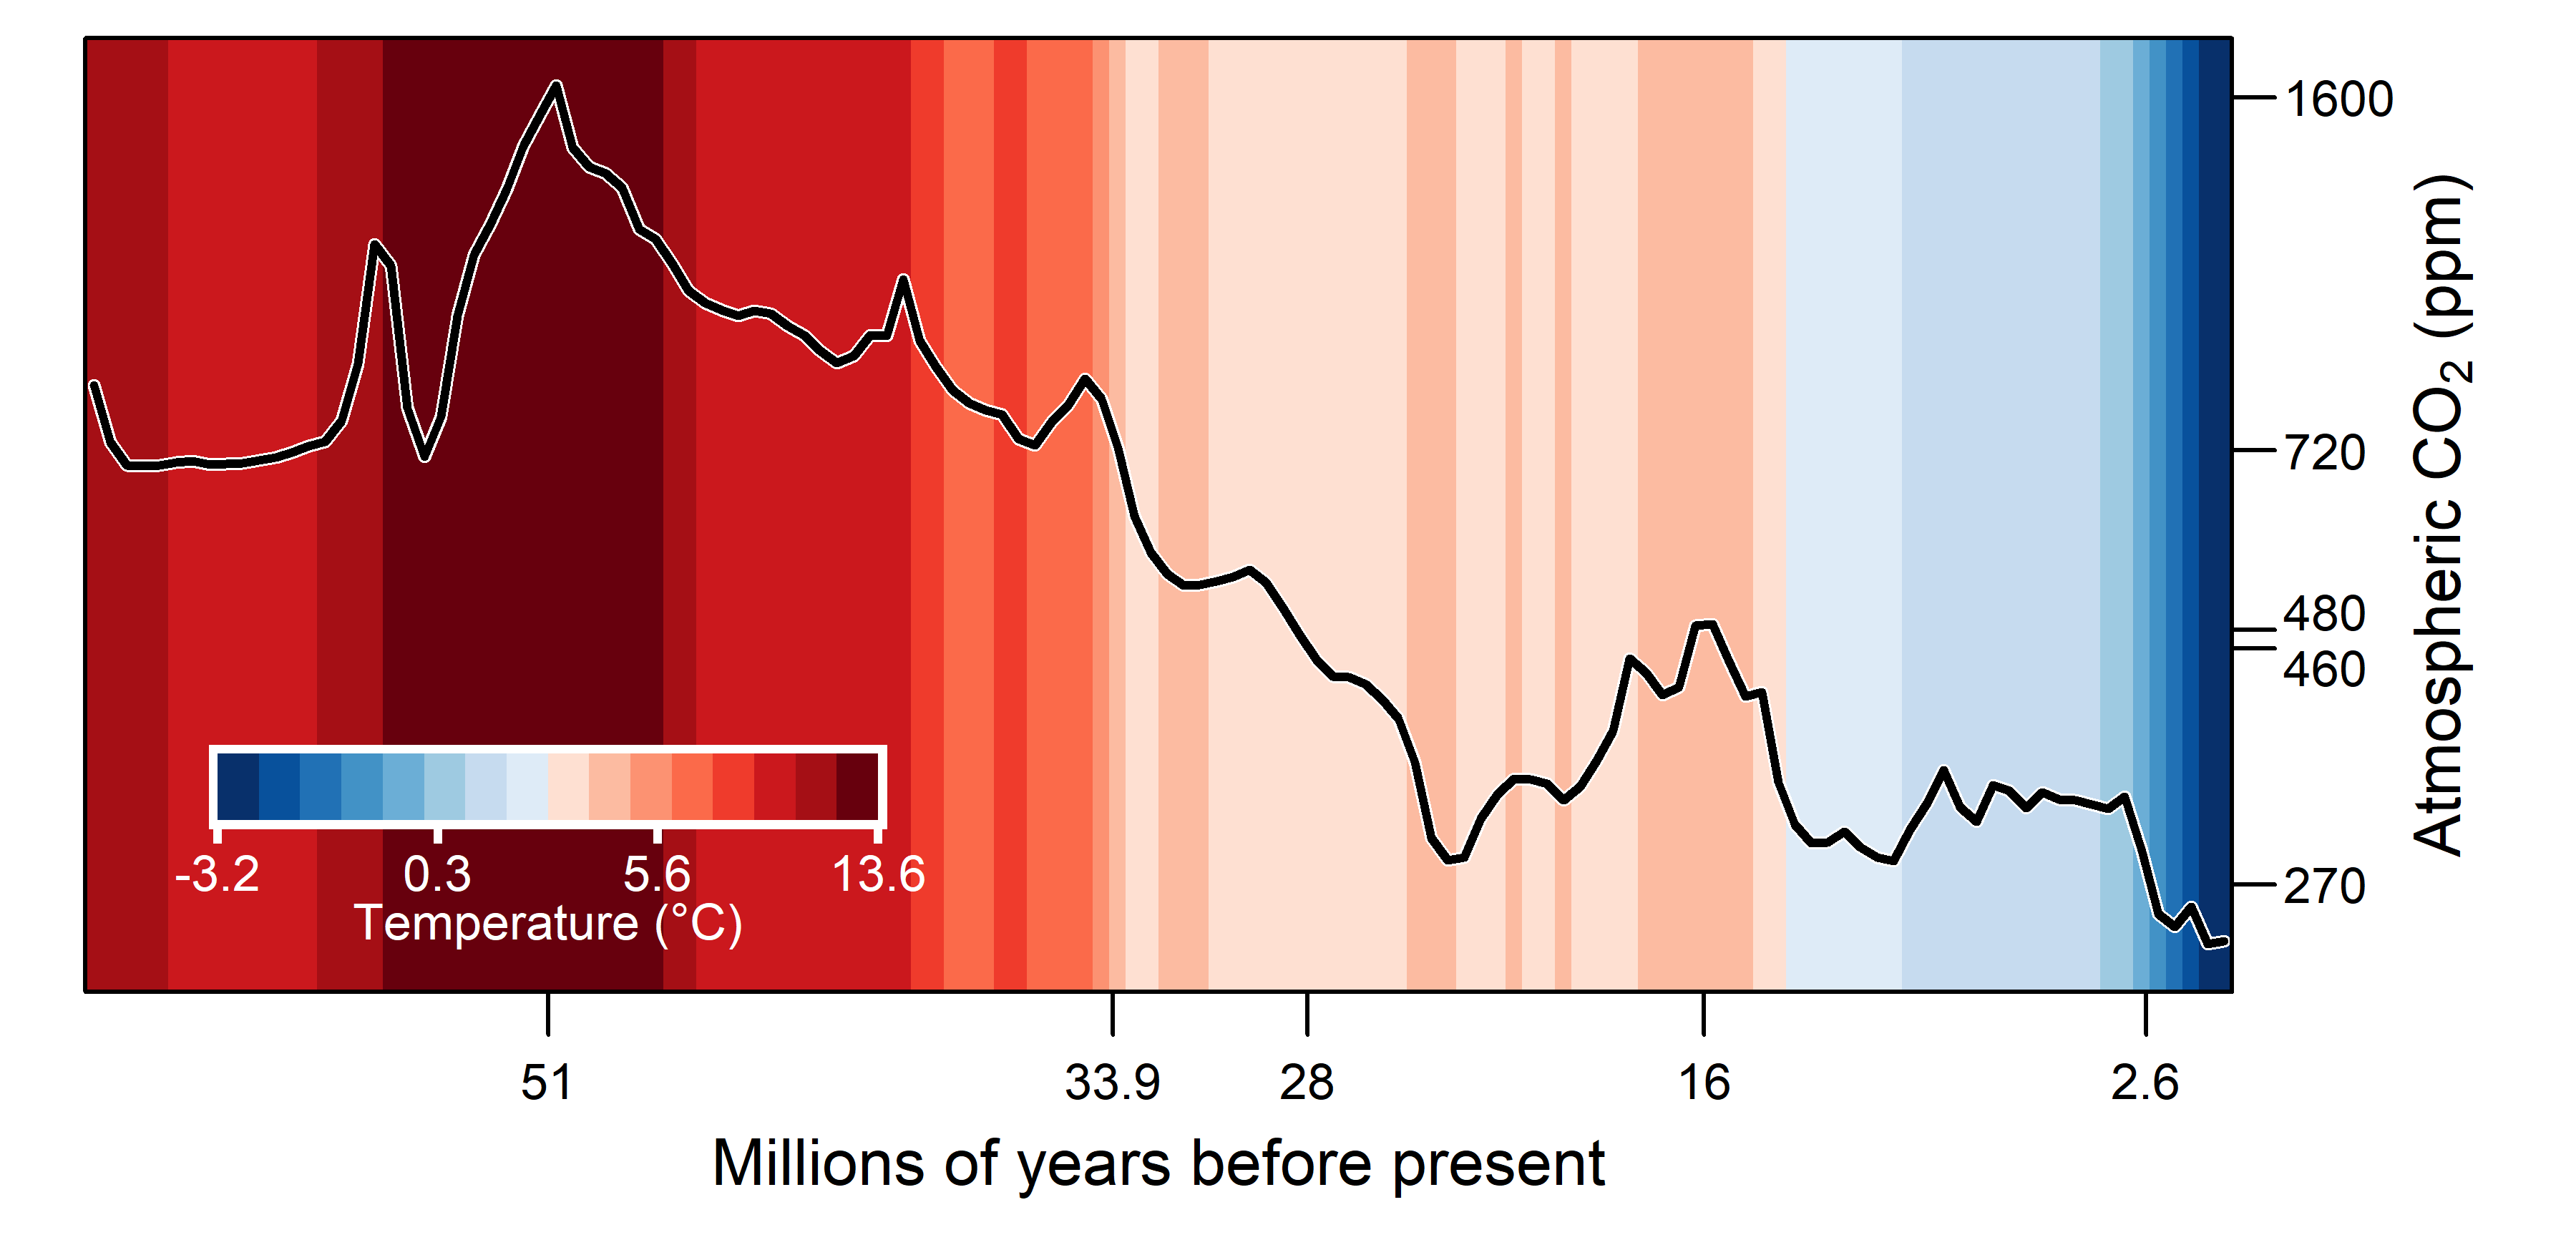 1600
720
480
460
270
Atmospheric CO₂ (ppm)
-3.2 0.3 5.6 13.6
Temperature (°C)
51 33.9 28 16 2.6
Millions of years before present